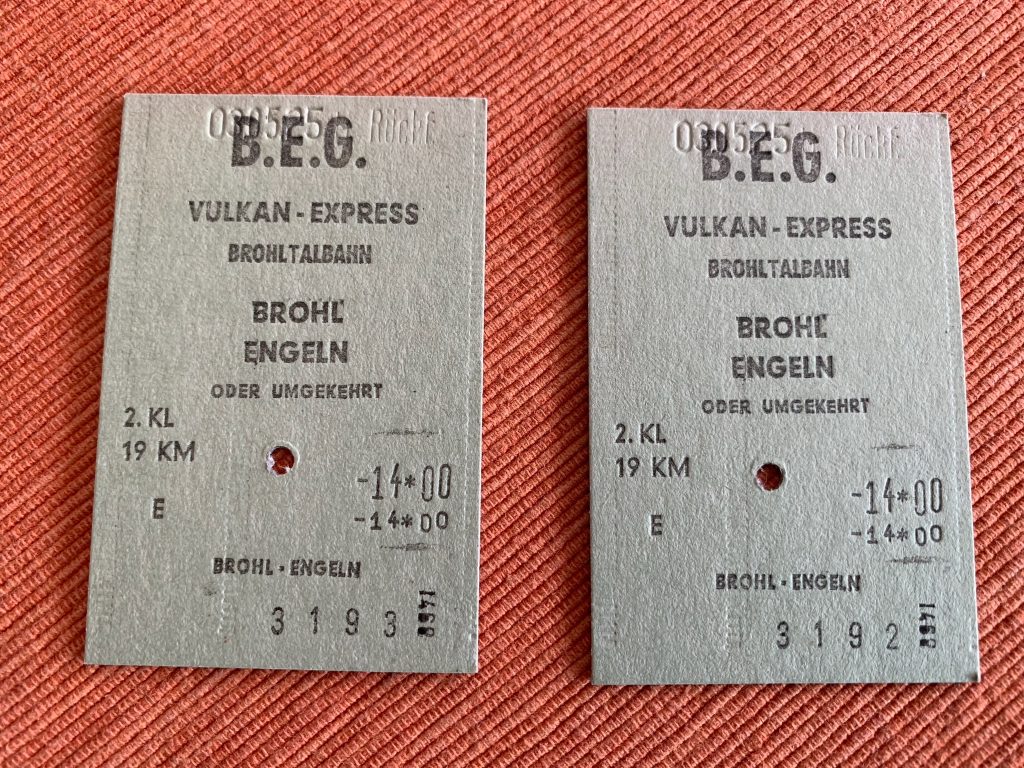 030525 Rückf.
B.E.G.
VULKAN-EXPRESS
BROHLTALBAHN
BROHL
ENGELN
ODER UMGEKEHRT
2. KL
19 KM
-14*00
E
-14*00
BROHL - ENGELN
3193
1468
030525 Rückf.
B.E.G.
VULKAN-EXPRESS
BROHLTALBAHN
BROHL
ENGELN
ODER UMGEKEHRT
2. KL
19 KM
-14*00
E
-14*00
BROHL - ENGELN
3192
1468